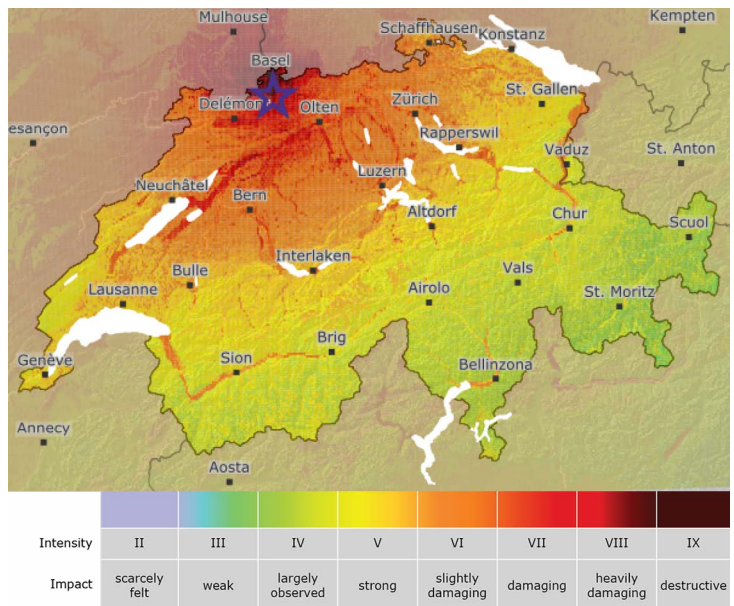 Mulhouse
Schaffhausen
Konstanz
Kempten
Basel
St. Gallen
Delémon
Olten
Zürich
esançon
Rapperswil
Vaduz
St. Anton
Luzern
Neuchâtel
Bern
Altdorf
Chur
Scuol
Interlaken
Bulle
Vals
Lausanne
Airolo
St. Moritz
Brig
Sion
Genève
Bellinzona
Annecy
Aosta
Intensity II III IV V VI VII VIII IX
Impact scarcely felt weak largely observed strong slightly damaging damaging heavily damaging destructive